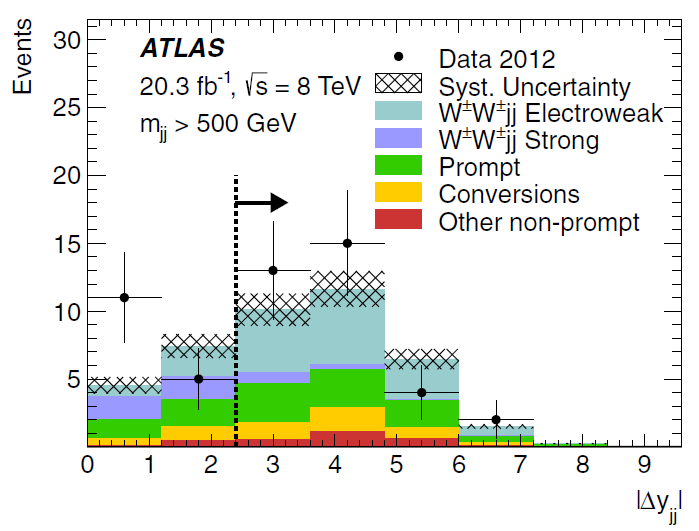 Events
30
25
20
15
10
5
ATLAS
20.3 fb⁻¹, √s = 8 TeV
m_jj > 500 GeV
Data 2012
Syst. Uncertainty
W±W±jj Electroweak
W±W±jj Strong
Prompt
Conversions
Other non-prompt
0 1 2 3 4 5 6 7 8 9
|Δy_jj|